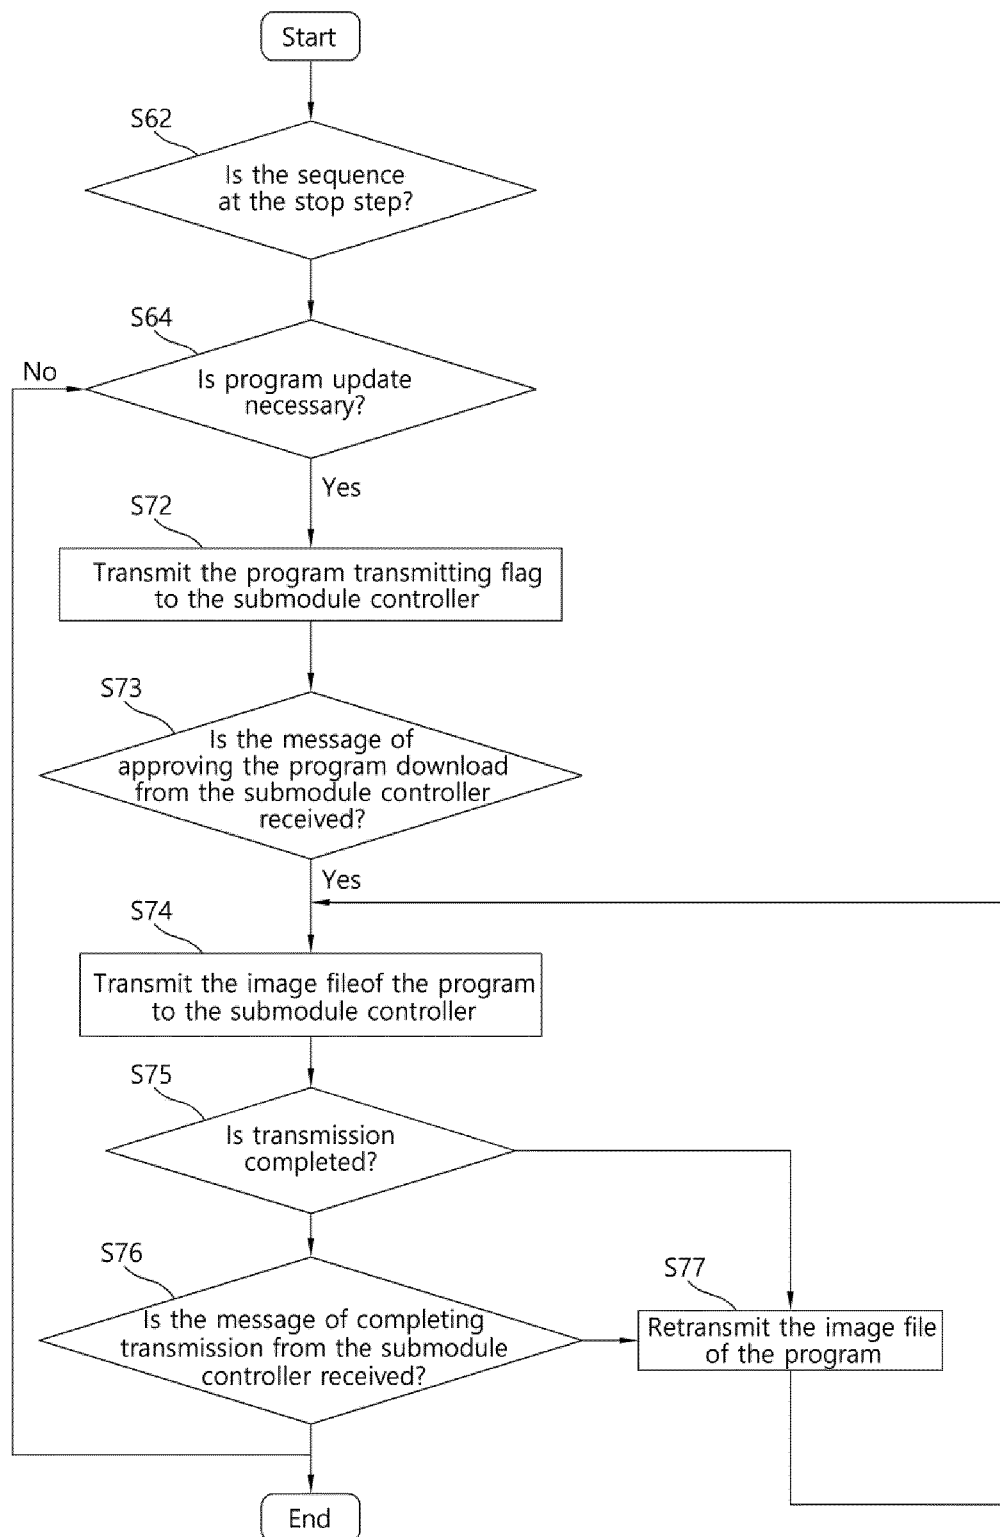 Start
S62
Is the sequence
at the stop step?
S64
No
Is program update
necessary?
Yes
S72
Transmit the program transmitting flag
to the submodule controller
S73
Is the message of
approving the program download
from the submodule controller
received?
Yes
S74
Transmit the image fileof the program
to the submodule controller
S75
Is transmission
completed?
S76
Is the message of completing
transmission from the submodule
controller received?
S77
Retransmit the image file
of the program
End